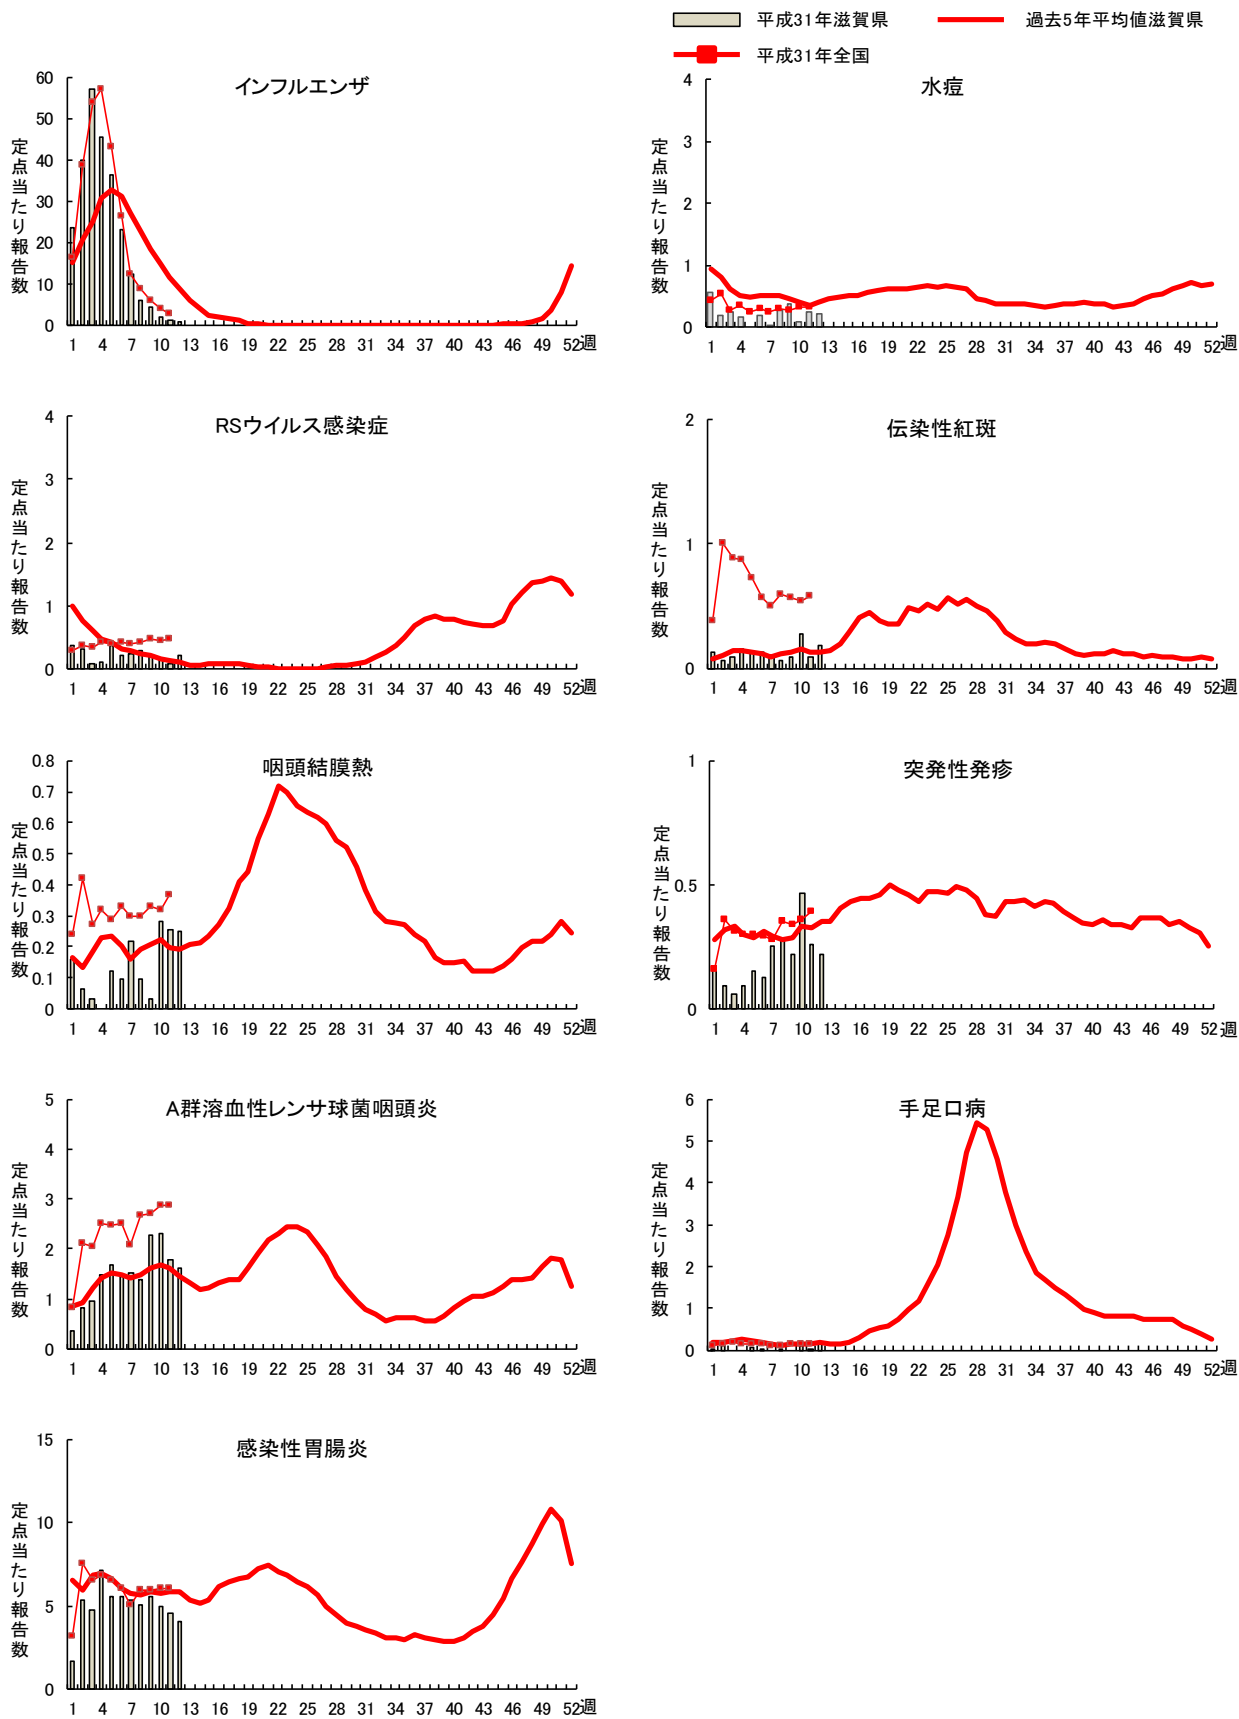 平成31年滋賀県
過去5年平均値滋賀県
平成31年全国
インフルエンザ
定点当たり報告数
60
50
40
30
20
10
0
1 4 7 10 13 16 19 22 25 28 31 34 37 40 43 46 49 52週
水痘
定点当たり報告数
4
3
2
1
0
1 4 7 10 13 16 19 22 25 28 31 34 37 40 43 46 49 52週
RSウイルス感染症
定点当たり報告数
4
3
2
1
0
1 4 7 10 13 16 19 22 25 28 31 34 37 40 43 46 49 52週
伝染性紅斑
定点当たり報告数
2
1
0
1 4 7 10 13 16 19 22 25 28 31 34 37 40 43 46 49 52週
咽頭結膜熱
定点当たり報告数
0.8
0.7
0.6
0.5
0.4
0.3
0.2
0.1
0
1 4 7 10 13 16 19 22 25 28 31 34 37 40 43 46 49 52週
突発性発疹
定点当たり報告数
1
0.5
0
1 4 7 10 13 16 19 22 25 28 31 34 37 40 43 46 49 52週
A群溶血性レンサ球菌咽頭炎
定点当たり報告数
5
4
3
2
1
0
1 4 7 10 13 16 19 22 25 28 31 34 37 40 43 46 49 52週
手足口病
定点当たり報告数
6
5
4
3
2
1
0
1 4 7 10 13 16 19 22 25 28 31 34 37 40 43 46 49 52週
感染性胃腸炎
定点当たり報告数
15
10
5
0
1 4 7 10 13 16 19 22 25 28 31 34 37 40 43 46 49 52週